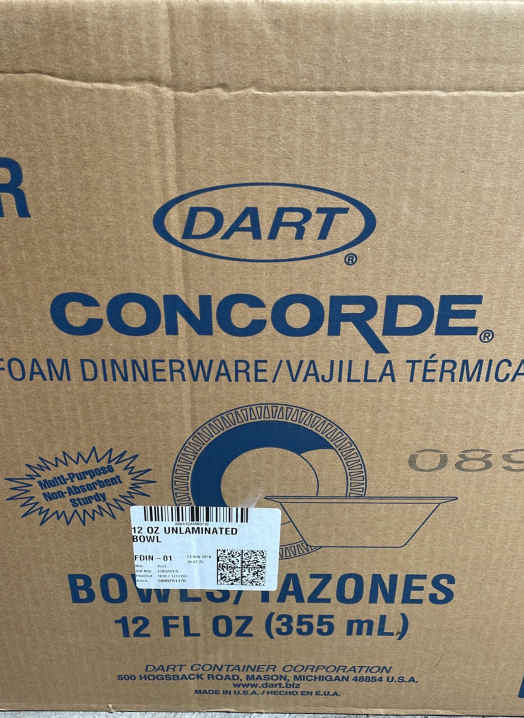 R
DART
®
CONCORDE®
FOAM DINNERWARE/VAJILLA TÉRMICA
Multi-Purpose
Non-Absorbent
Sturdy
089
12 OZ UNLAMINATED
BOWL
FDIN - 01
BOWLS/TAZONES
12 FL OZ (355 mL)
DART CONTAINER CORPORATION
500 HOGSBACK ROAD, MASON, MICHIGAN 48854 U.S.A.
www.dart.biz
MADE IN U.S.A. / HECHO EN E.U.A.